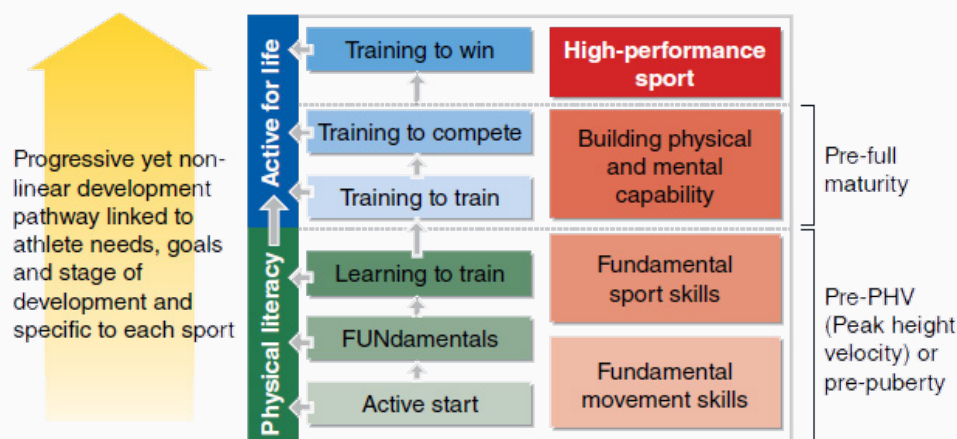 Progressive yet non-
linear development
pathway linked to
athlete needs, goals
and stage of
development and
specific to each sport
Active for life
Physical literacy
Training to win
Training to compete
Training to train
Learning to train
FUNdamentals
Active start
High-performance
sport
Building physical
and mental
capability
Fundamental
sport skills
Fundamental
movement skills
Pre-full
maturity
Pre-PHV
(Peak height
velocity) or
pre-puberty